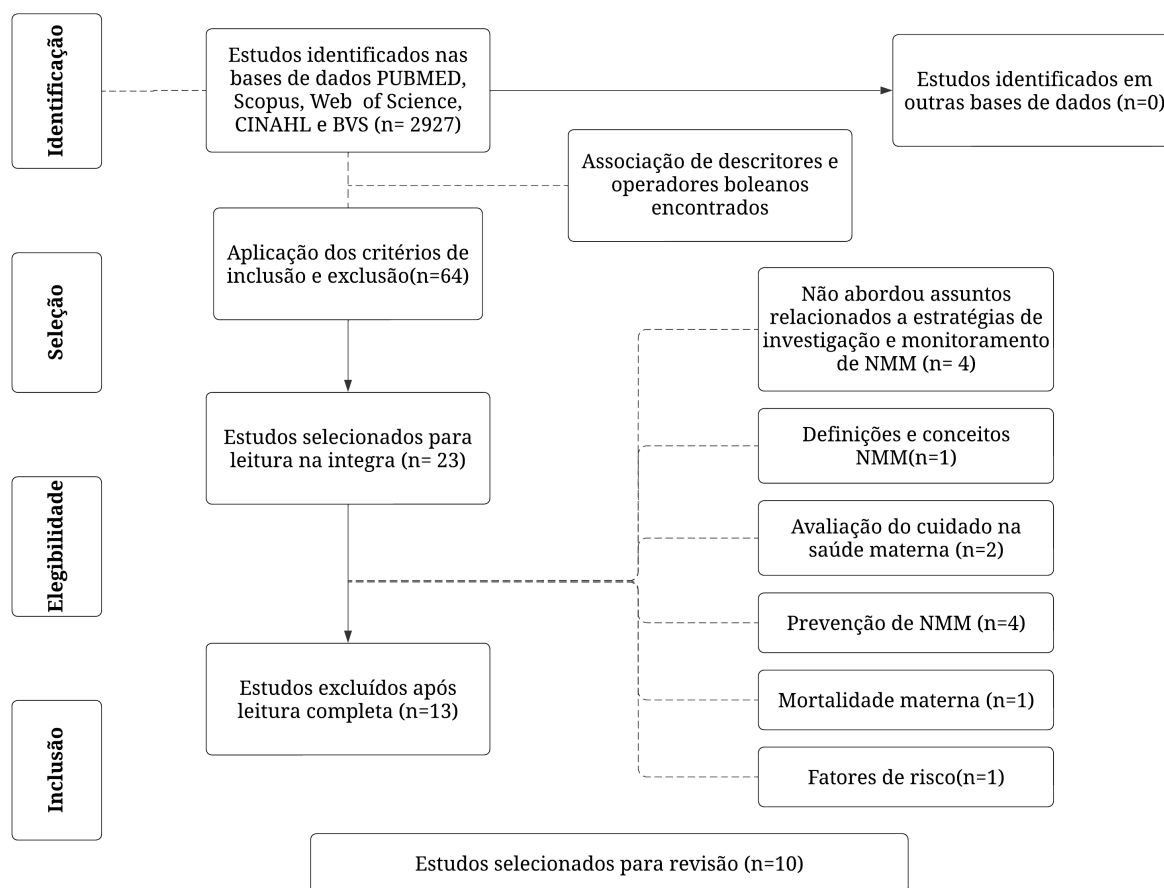 Identificação
Estudos identificados nas
bases de dados PUBMED,
Scopus, Web of Science,
CINAHL e BVS (n= 2927)
Estudos identificados em
outras bases de dados (n=0)
Associação de descritores e
operadores boleanos
encontrados
Seleção
Aplicação dos critérios de
inclusão e exclusão(n=64)
Não abordou assuntos
relacionados a estratégias de
investigação e monitoramento
de NMM (n= 4)
Estudos selecionados para
leitura na integra (n= 23)
Definições e conceitos
NMM(n=1)
Elegibilidade
Avaliação do cuidado na
saúde materna (n=2)
Prevenção de NMM (n=4)
Estudos excluídos após
leitura completa (n=13)
Mortalidade materna (n=1)
Inclusão
Fatores de risco(n=1)
Estudos selecionados para revisão (n=10)